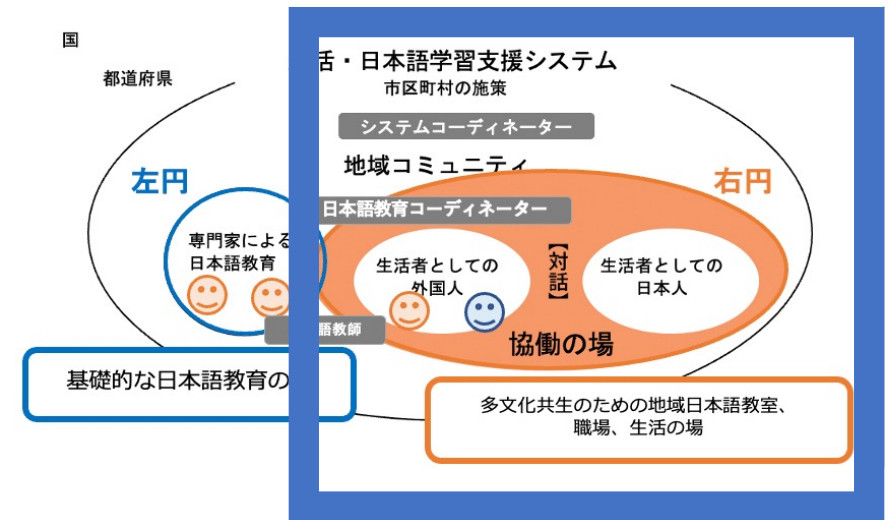 国
都道府県
活・日本語学習支援システム
市区町村の施策
システムコーディネーター
地域コミュニティ
左円
右円
日本語教育コーディネーター
専門家による
日本語教育
生活者としての
外国人
【対話】
生活者としての
日本人
語教師
協働の場
基礎的な日本語教育の
多文化共生のための地域日本語教室、
職場、生活の場